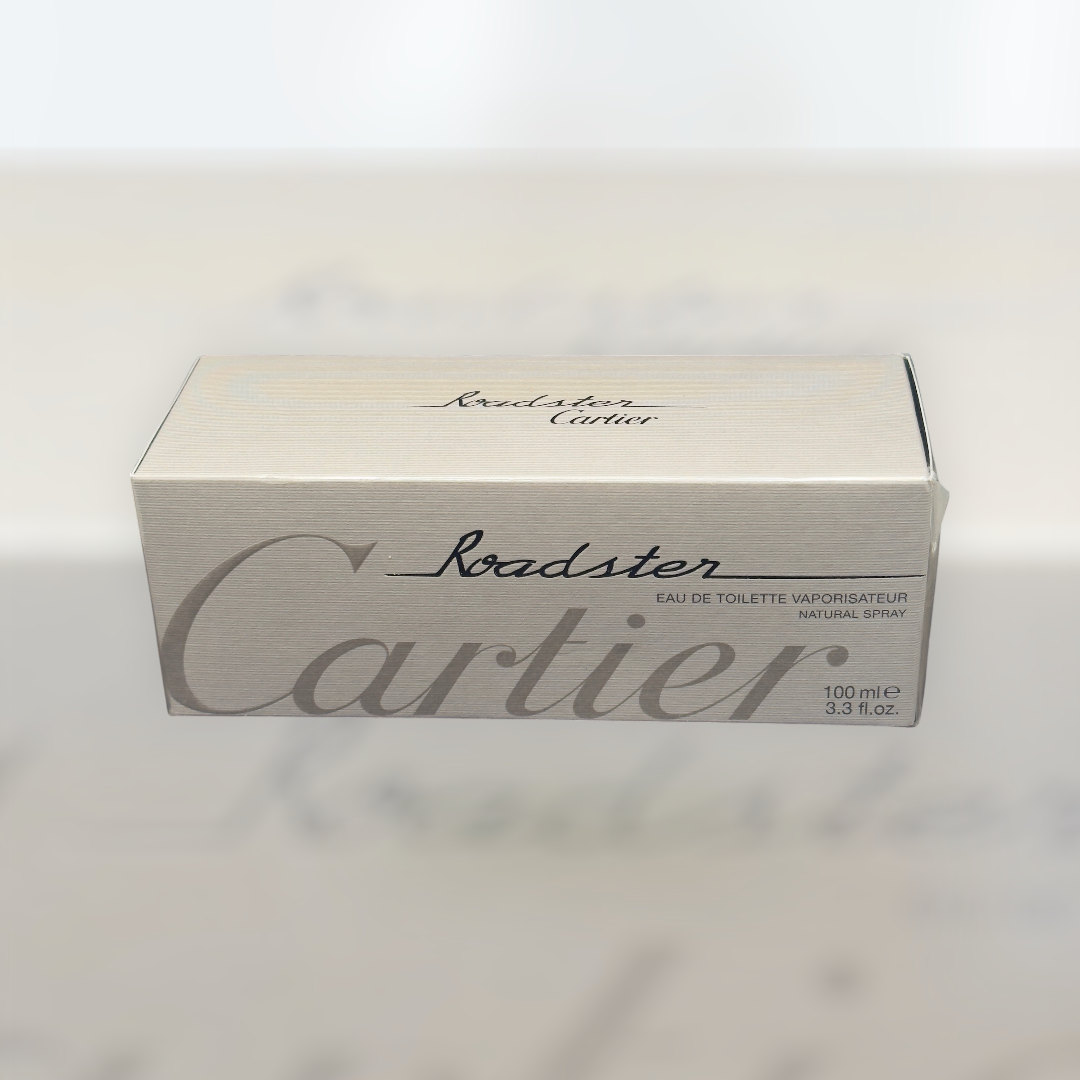 Roadster
Cartier
Roadster
EAU DE TOILETTE VAPORISATEUR
NATURAL SPRAY
Cartier
100 ml ℮
3.3 fl.oz.